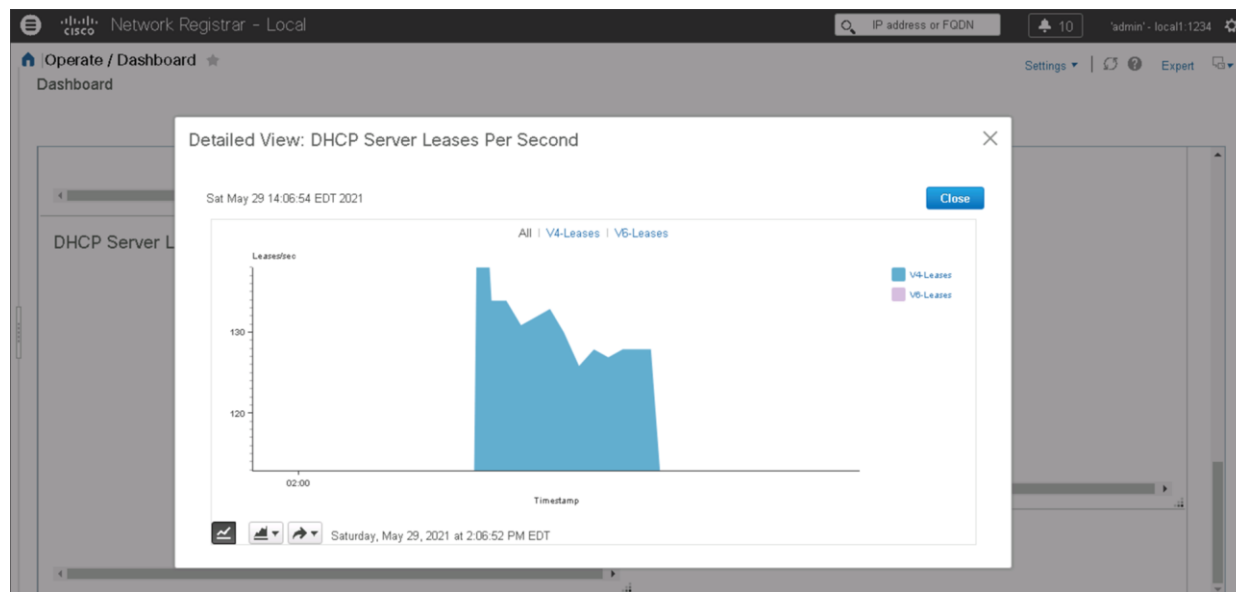 cisco Network Registrar - Local IP address or FQDN 10 'admin' - local1:1234
Operate / Dashboard Settings Expert
Dashboard
Detailed View: DHCP Server Leases Per Second
Sat May 29 14:06:54 EDT 2021 Close
DHCP Server L
All | V4-Leases | V6-Leases
Leases/sec
V4-Leases
V6-Leases
130
120
02:00
Timestamp
Saturday, May 29, 2021 at 2:06:52 PM EDT